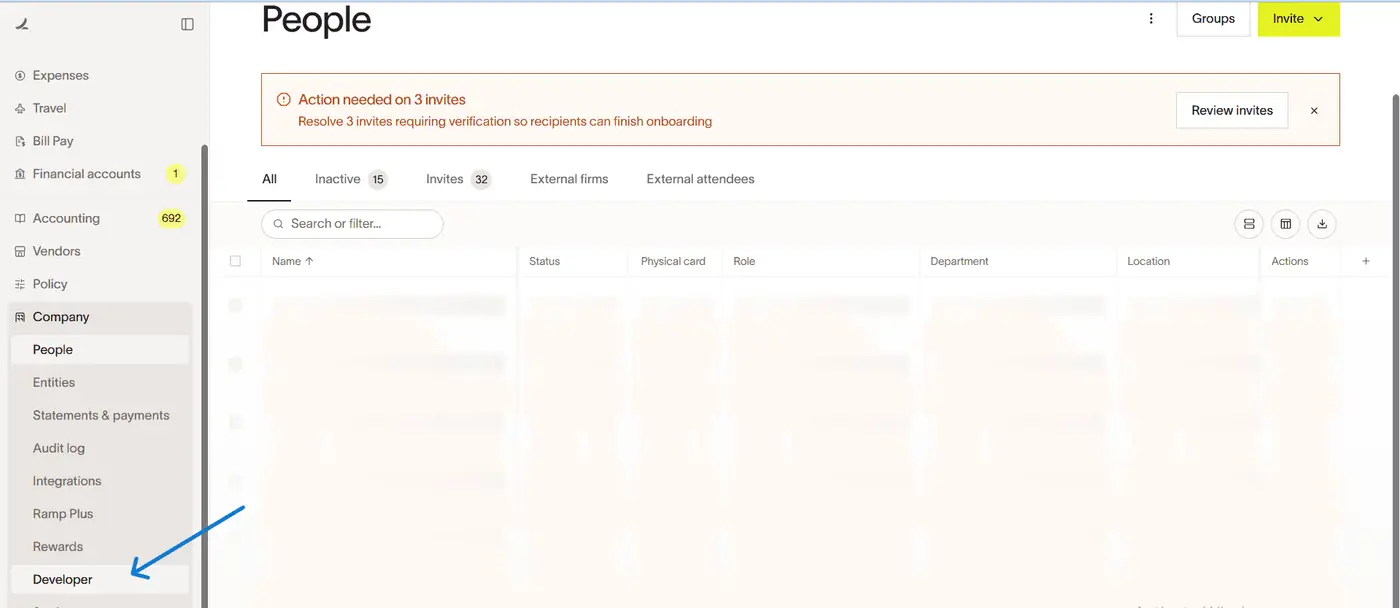 People
Groups
Invite
Expenses
Travel
Bill Pay
Financial accounts 1
Accounting 692
Vendors
Policy
Company
People
Entities
Statements & payments
Audit log
Integrations
Ramp Plus
Rewards
Developer
Action needed on 3 invites
Resolve 3 invites requiring verification so recipients can finish onboarding
Review invites
All
Inactive 15
Invites 32
External firms
External attendees
Search or filter...
Name ↑ Status Physical card Role Department Location Actions +